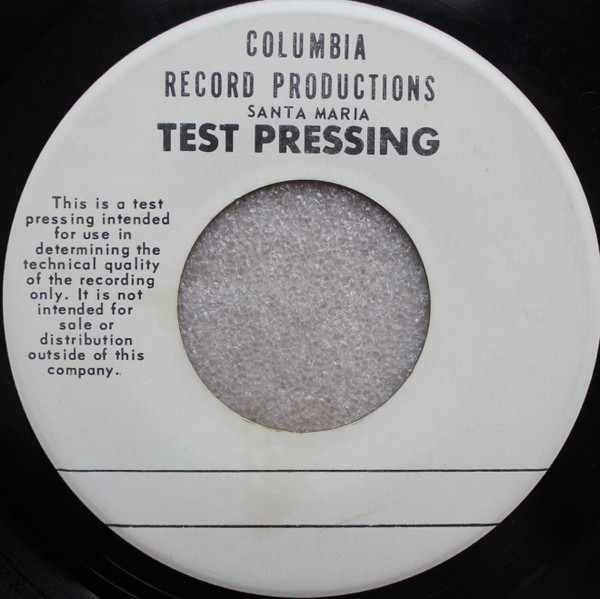 COLUMBIA
RECORD PRODUCTIONS
SANTA MARIA
TEST PRESSING
This is a test
pressing intended
for use in
determining the
technical quality
of the recording
only. It is not
intended for
sale or
distribution
outside of this
company.